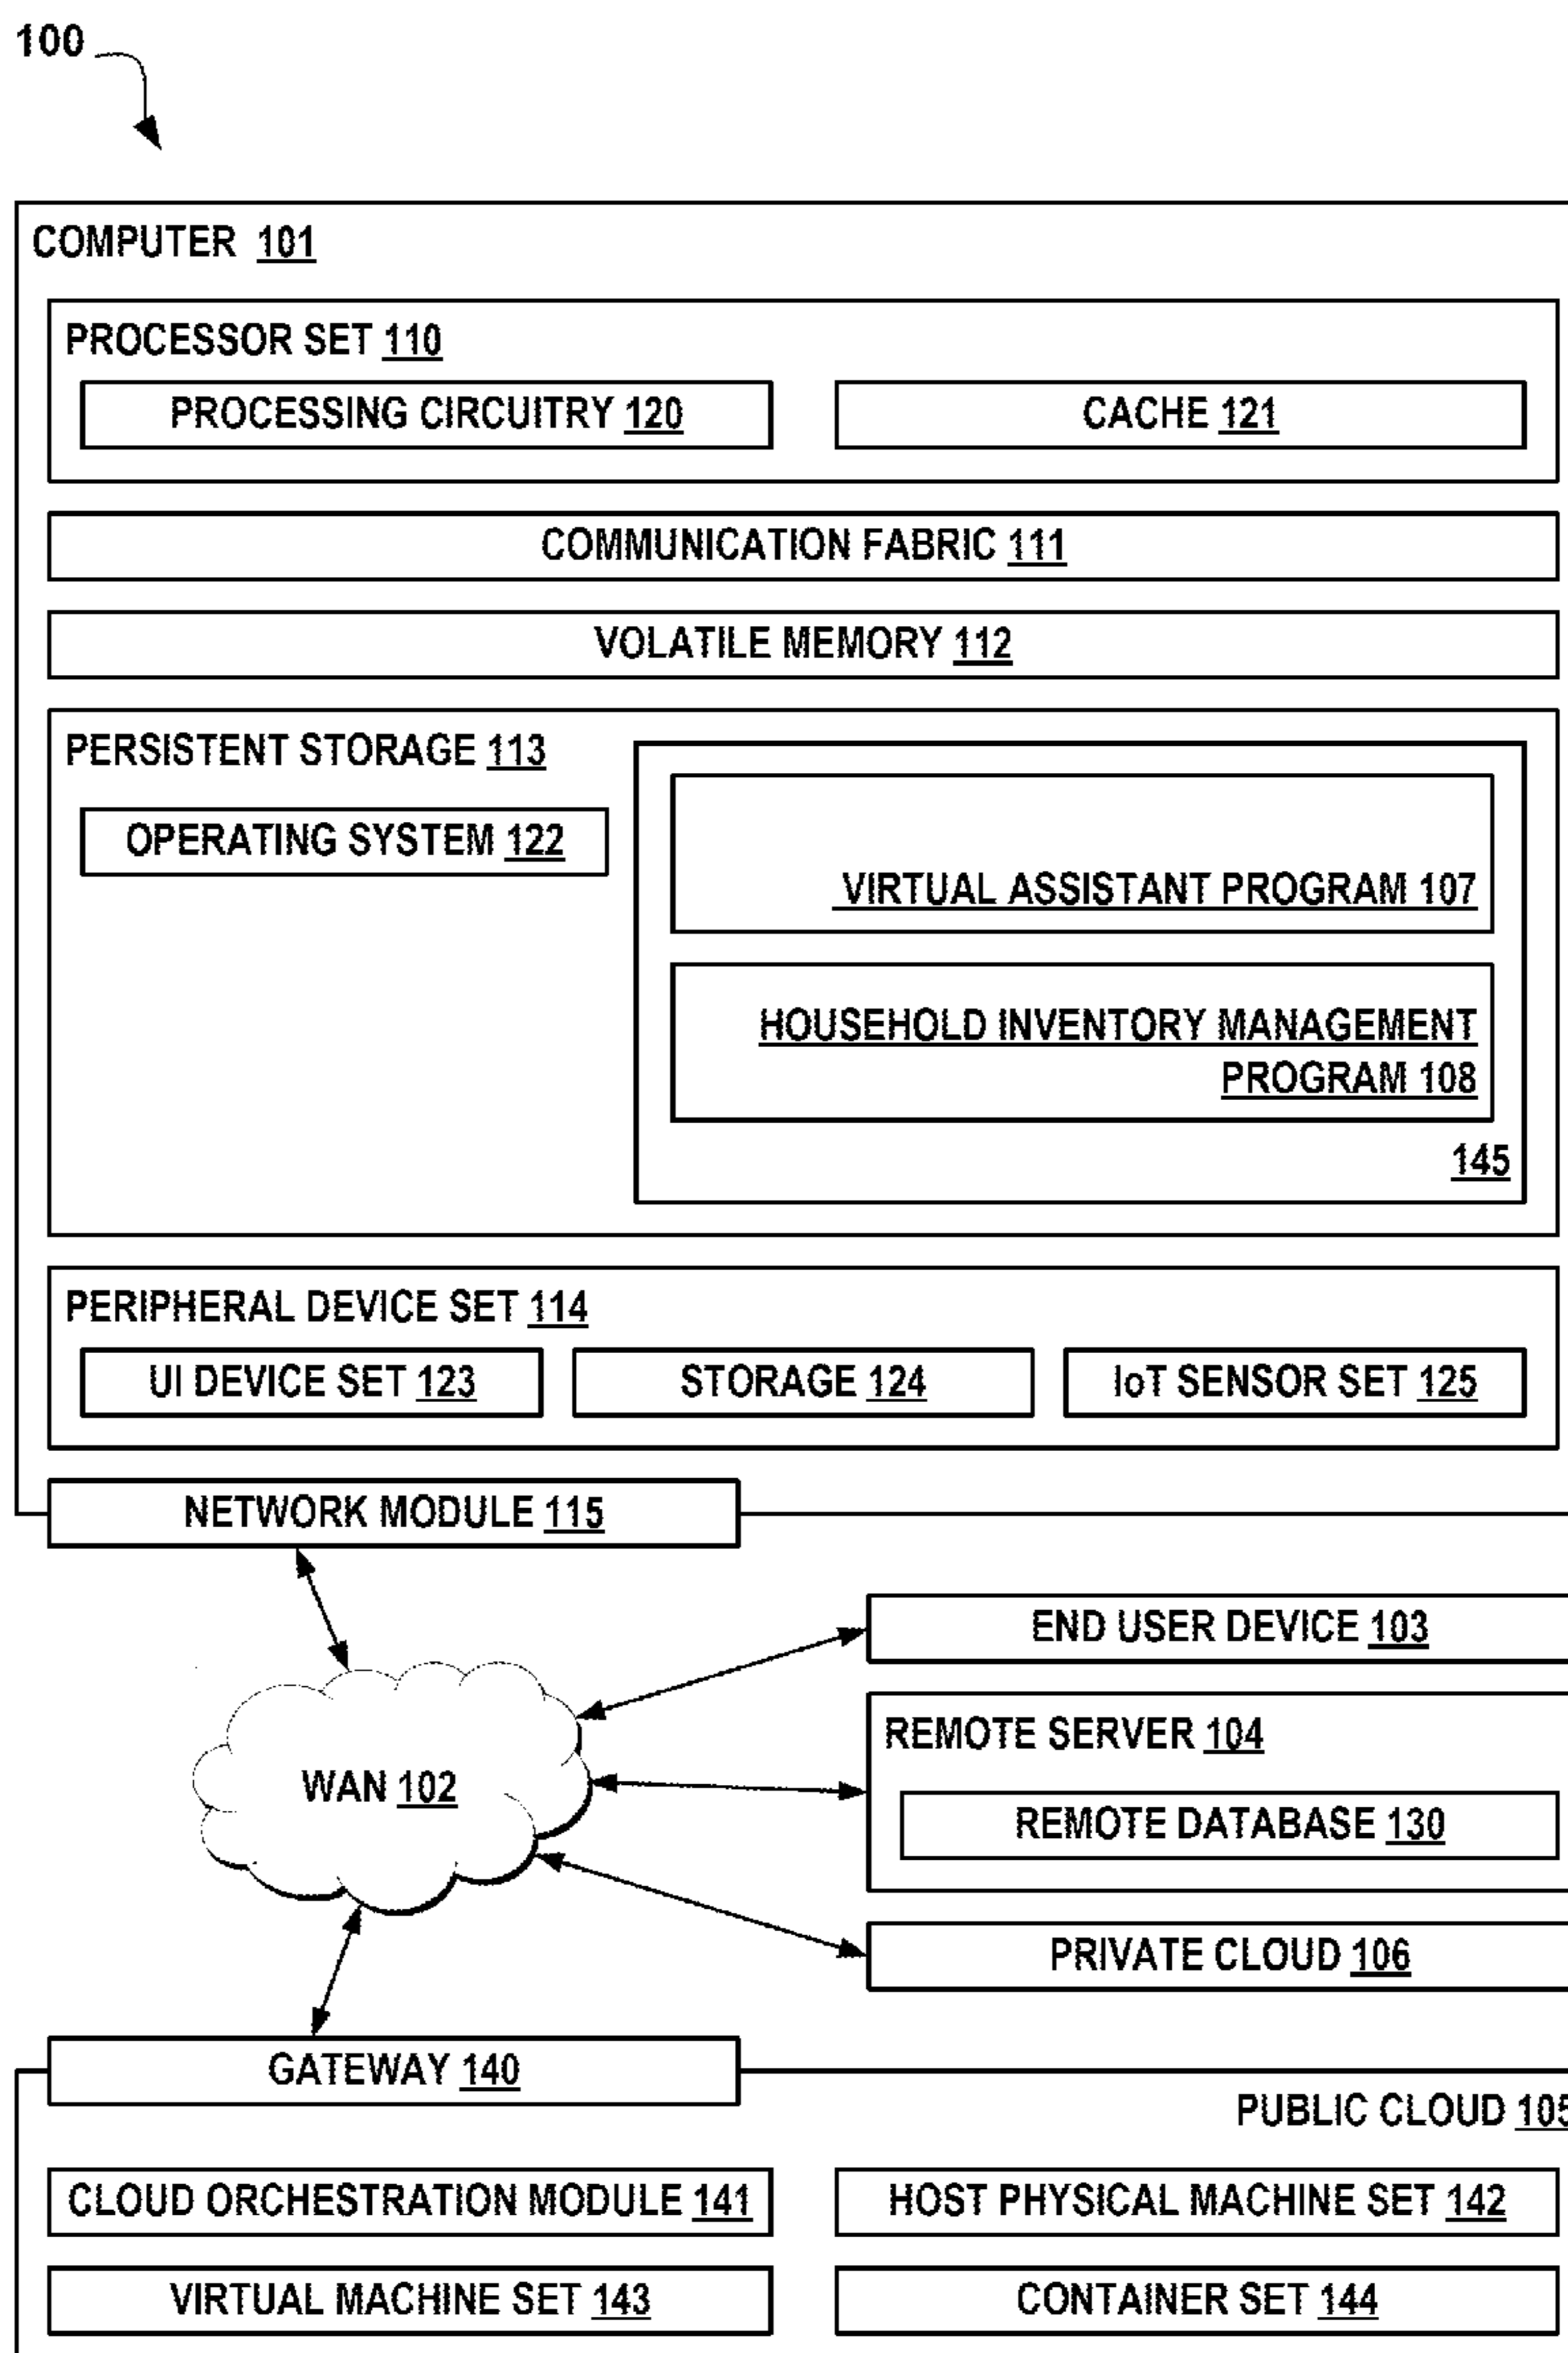 100
COMPUTER 101
PROCESSOR SET 110
PROCESSING CIRCUITRY 120
CACHE 121
COMMUNICATION FABRIC 111
VOLATILE MEMORY 112
PERSISTENT STORAGE 113
OPERATING SYSTEM 122
VIRTUAL ASSISTANT PROGRAM 107
HOUSEHOLD INVENTORY MANAGEMENT
PROGRAM 108
145
PERIPHERAL DEVICE SET 114
UI DEVICE SET 123
STORAGE 124
IoT SENSOR SET 125
NETWORK MODULE 115
END USER DEVICE 103
REMOTE SERVER 104
WAN 102
REMOTE DATABASE 130
PRIVATE CLOUD 106
GATEWAY 140
PUBLIC CLOUD 105
CLOUD ORCHESTRATION MODULE 141
HOST PHYSICAL MACHINE SET 142
VIRTUAL MACHINE SET 143
CONTAINER SET 144